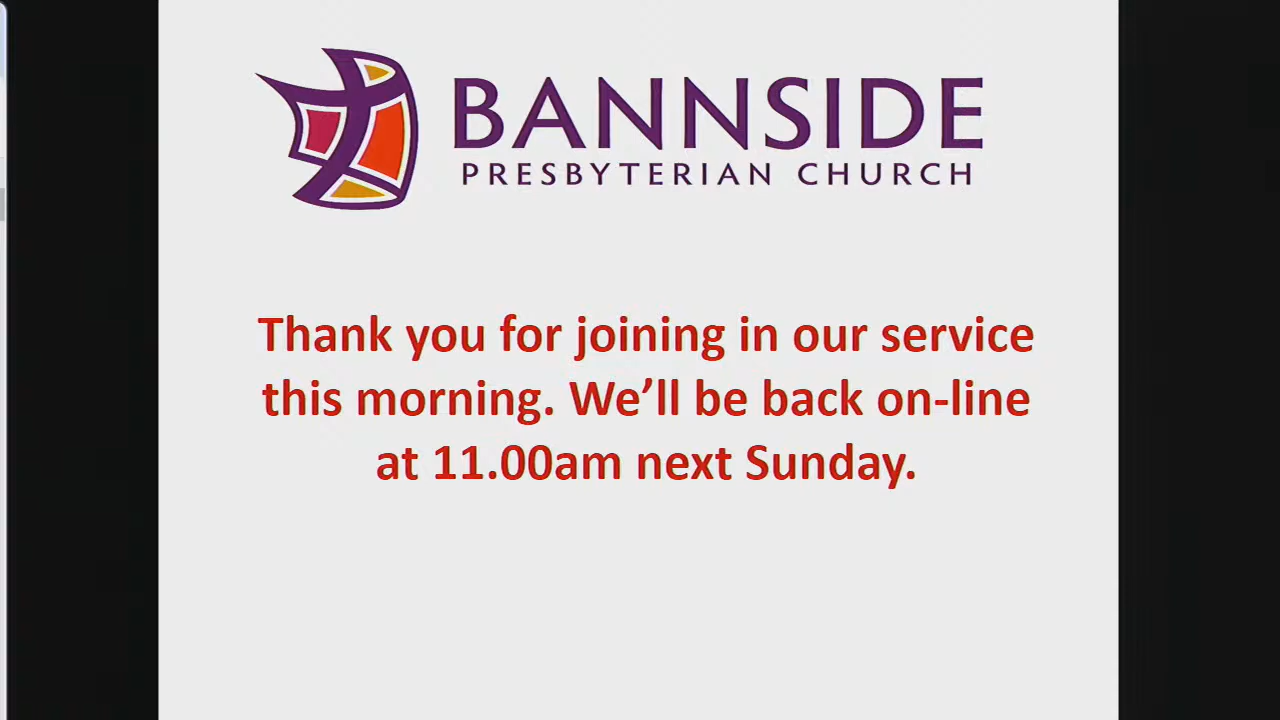 BANNSIDE
PRESBYTERIAN CHURCH
Thank you for joining in our service
this morning. We’ll be back on-line
at 11.00am next Sunday.